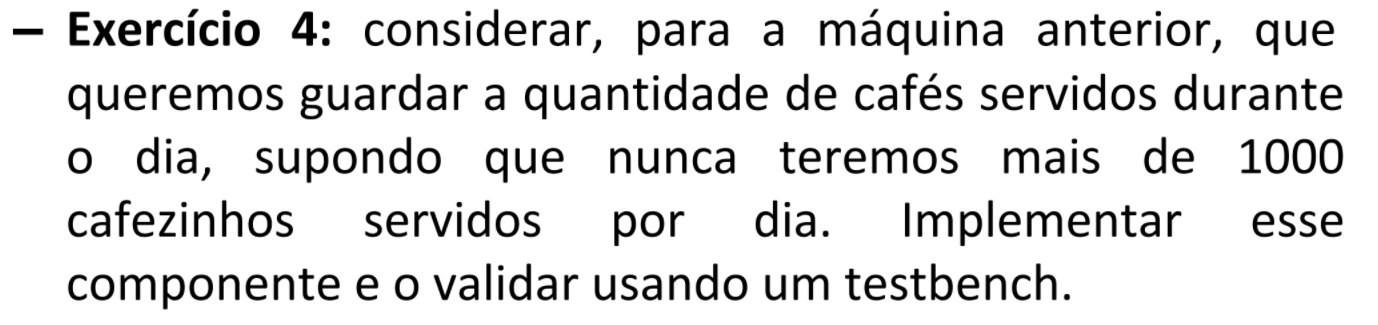 – Exercício 4: considerar, para a máquina anterior, que
queremos guardar a quantidade de cafés servidos durante
o dia, supondo que nunca teremos mais de 1000
cafezinhos servidos por dia. Implementar esse
componente e o validar usando um testbench.